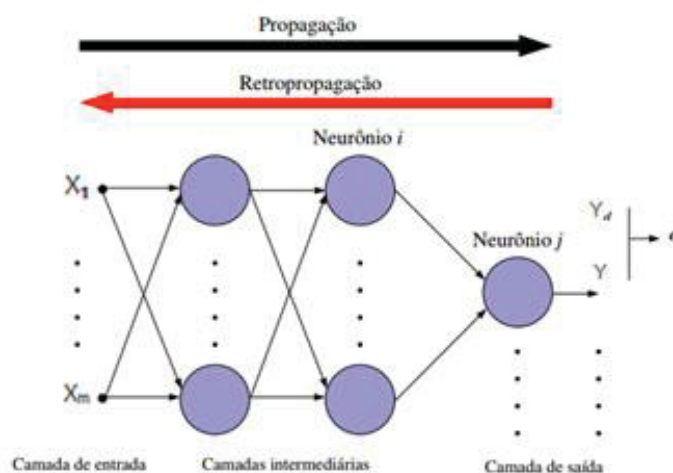 Propagação
Retropropagação
Neurônio i
X1
Yd
Neurônio j
e
Y
Xm
Camada de entrada
Camadas intermediárias
Camada de saída